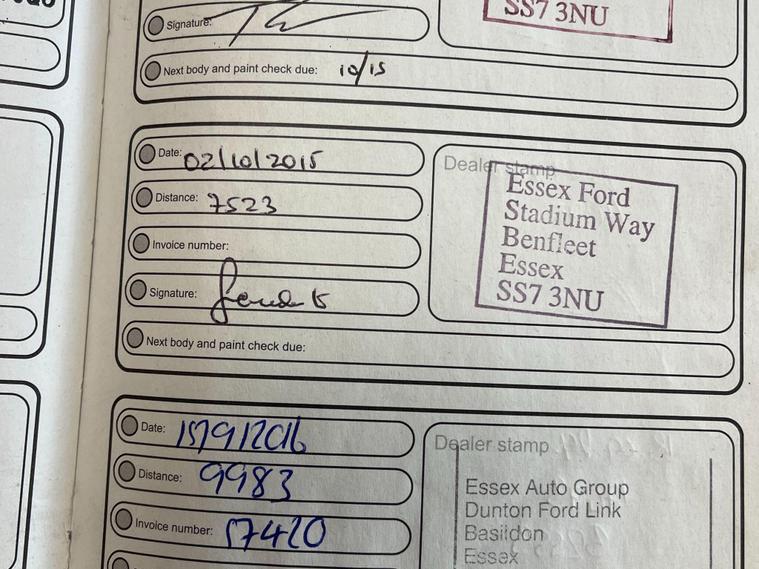 SS7 3NU
Signature:
Next body and paint check due: 10/15
Date: 02/10/2015
Dealer stamp
Essex Ford
Distance: 7523
Stadium Way
Invoice number:
Benfleet
Essex
Signature:
SS7 3NU
Next body and paint check due:
Date: 15/9/2016
Dealer stamp
Distance: 9983
Essex Auto Group
Dunton Ford Link
Invoice number: 57420
Basildon
Essex